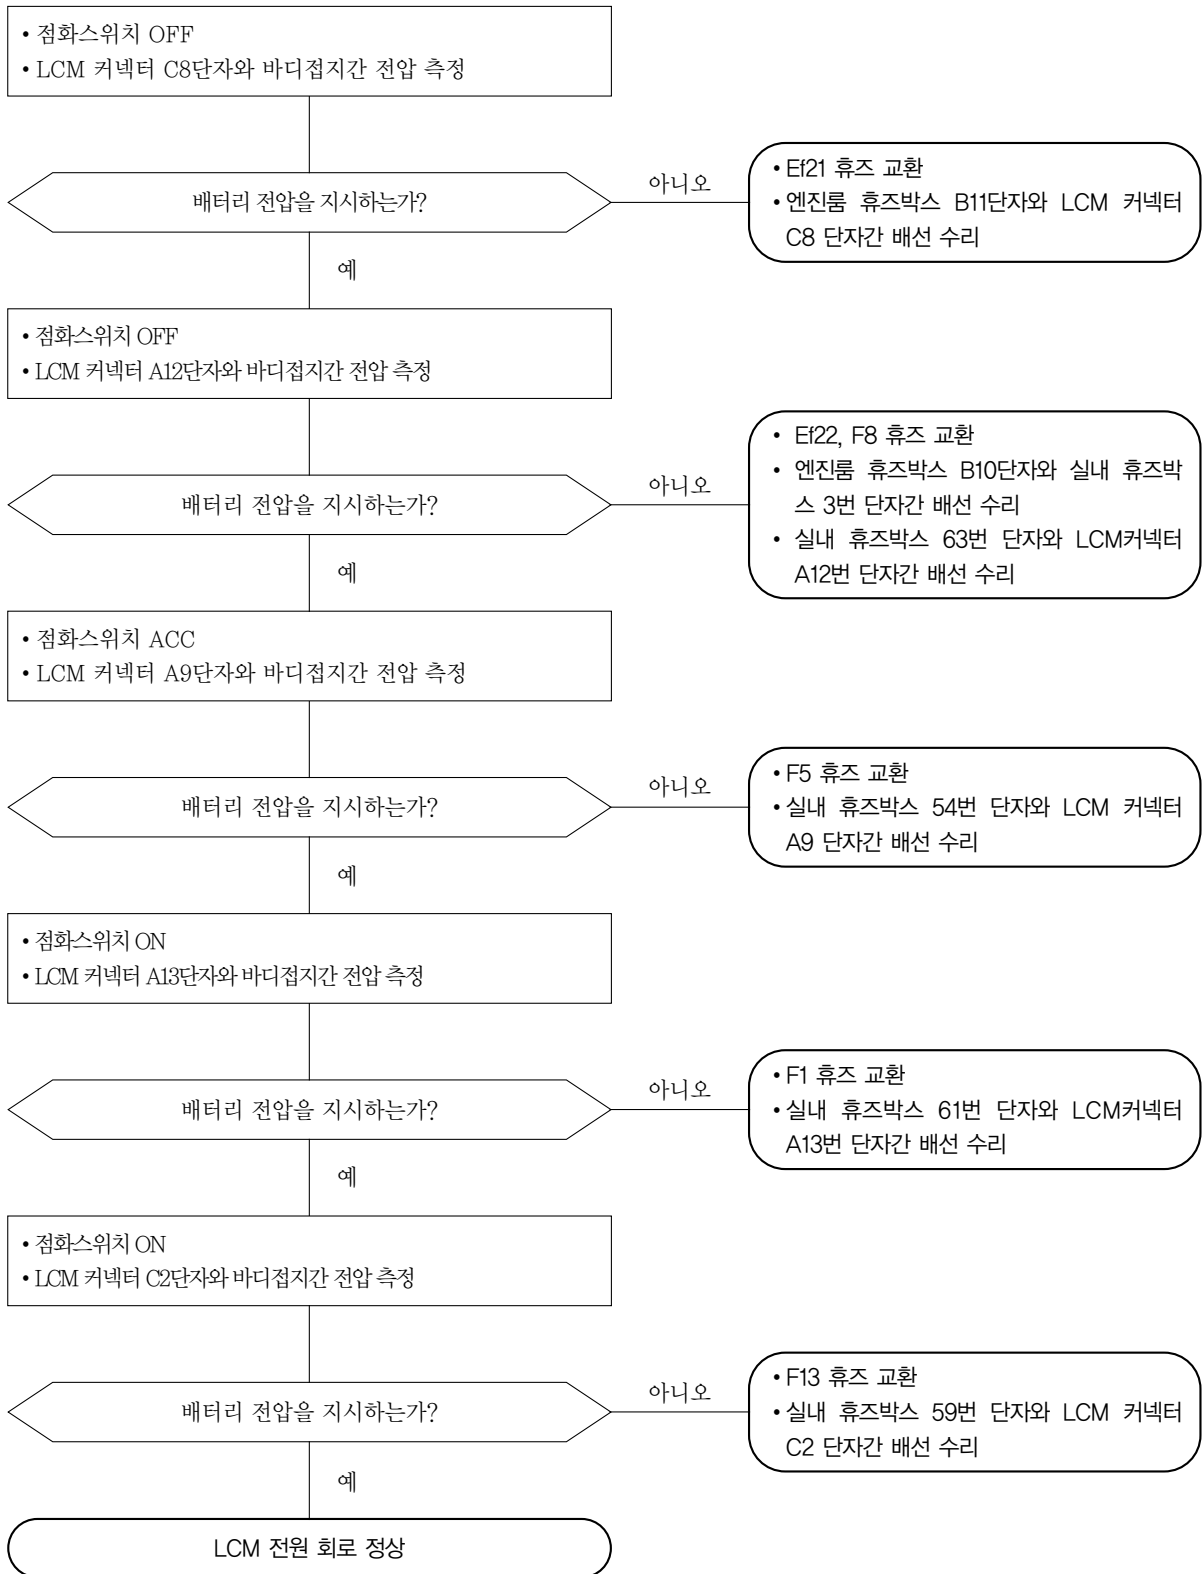 • 점화스위치 OFF
• LCM 커넥터 C8단자와 바디접지간 전압 측정
배터리 전압을 지시하는가?
아니오
• Ef21 휴즈 교환
• 엔진룸 휴즈박스 B11단자와 LCM 커넥터
C8 단자간 배선 수리
예
• 점화스위치 OFF
• LCM 커넥터 A12단자와 바디접지간 전압 측정
배터리 전압을 지시하는가?
아니오
• Ef22, F8 휴즈 교환
• 엔진룸 휴즈박스 B10단자와 실내 휴즈박
스 3번 단자간 배선 수리
• 실내 휴즈박스 63번 단자와 LCM커넥터
A12번 단자간 배선 수리
예
• 점화스위치 ACC
• LCM 커넥터 A9단자와 바디접지간 전압 측정
배터리 전압을 지시하는가?
아니오
• F5 휴즈 교환
• 실내 휴즈박스 54번 단자와 LCM 커넥터
A9 단자간 배선 수리
예
• 점화스위치 ON
• LCM 커넥터 A13단자와 바디접지간 전압 측정
배터리 전압을 지시하는가?
아니오
• F1 휴즈 교환
• 실내 휴즈박스 61번 단자와 LCM커넥터
A13번 단자간 배선 수리
예
• 점화스위치 ON
• LCM 커넥터 C2단자와 바디접지간 전압 측정
배터리 전압을 지시하는가?
아니오
• F13 휴즈 교환
• 실내 휴즈박스 59번 단자와 LCM 커넥터
C2 단자간 배선 수리
예
LCM 전원 회로 정상